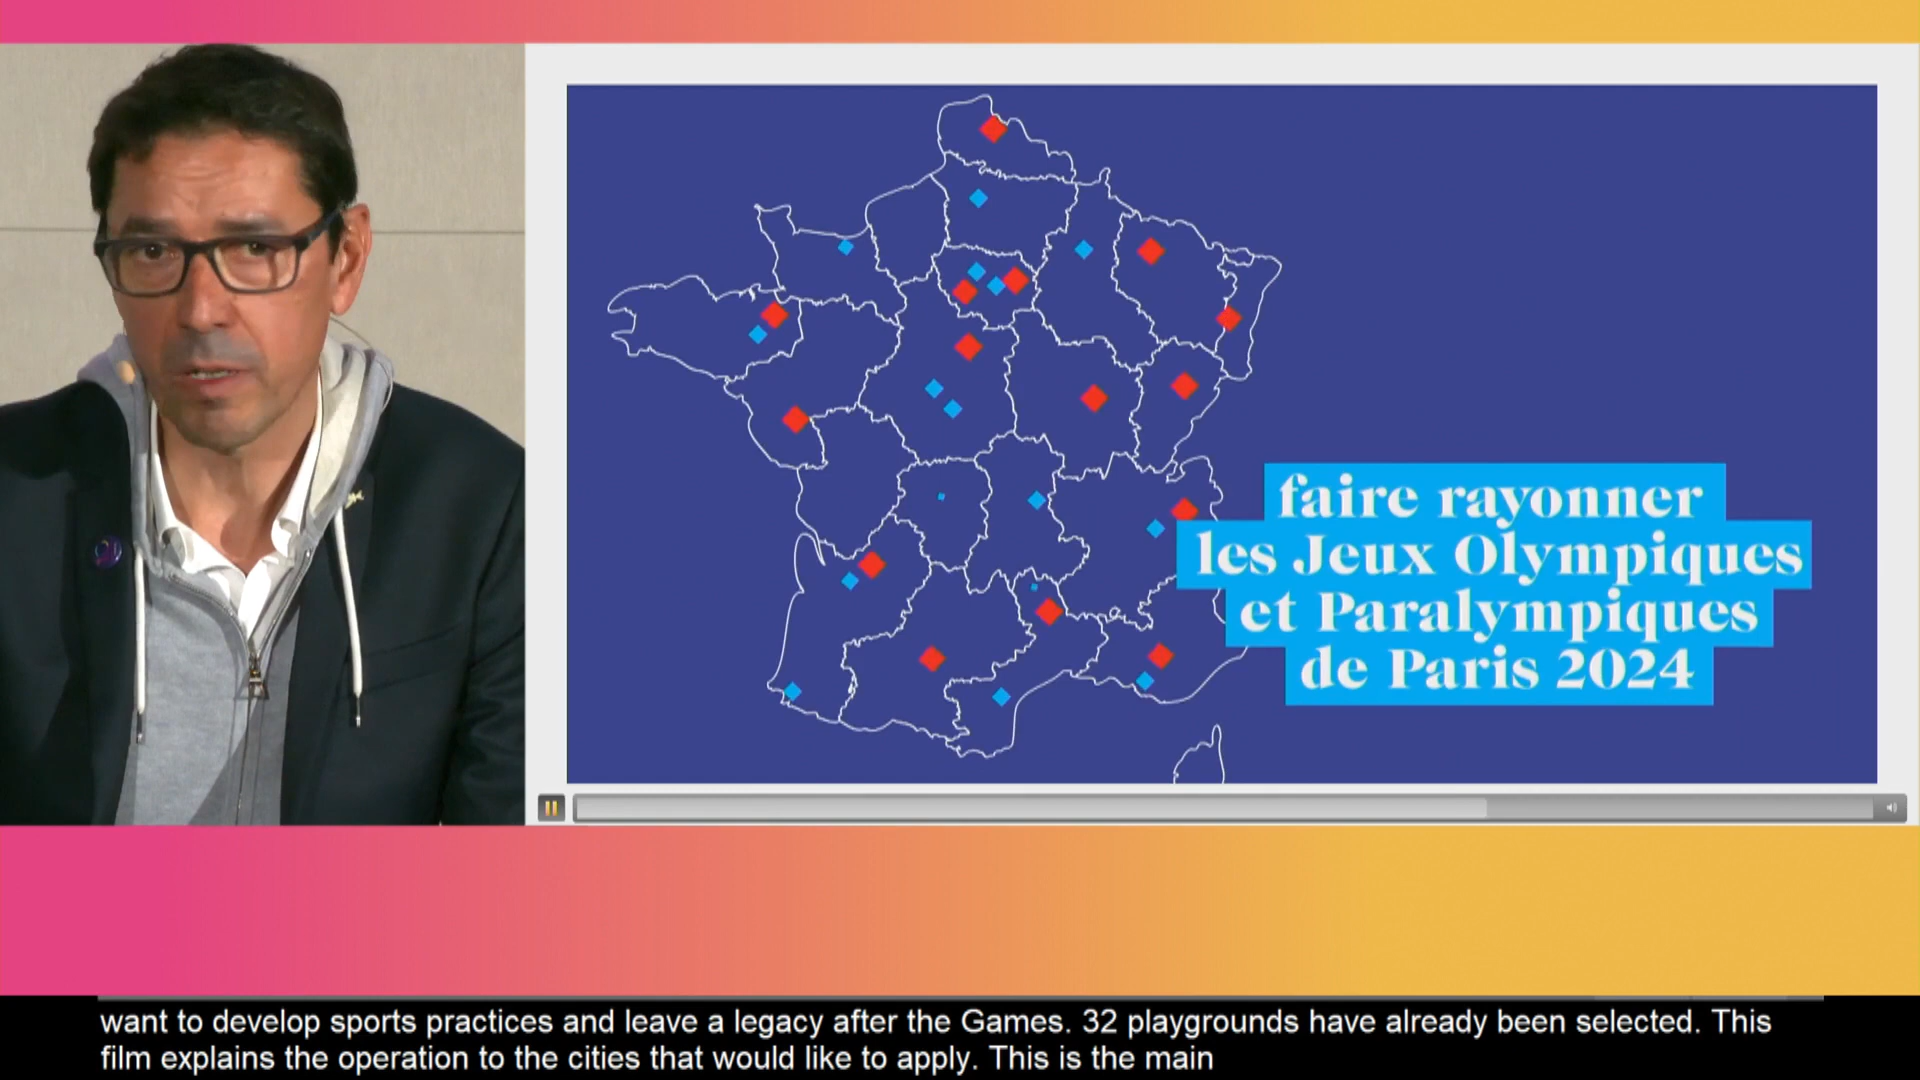 faire rayonner
les Jeux Olympiques
et Paralympiques
de Paris 2024
want to develop sports practices and leave a legacy after the Games. 32 playgrounds have already been selected. This
film explains the operation to the cities that would like to apply. This is the main